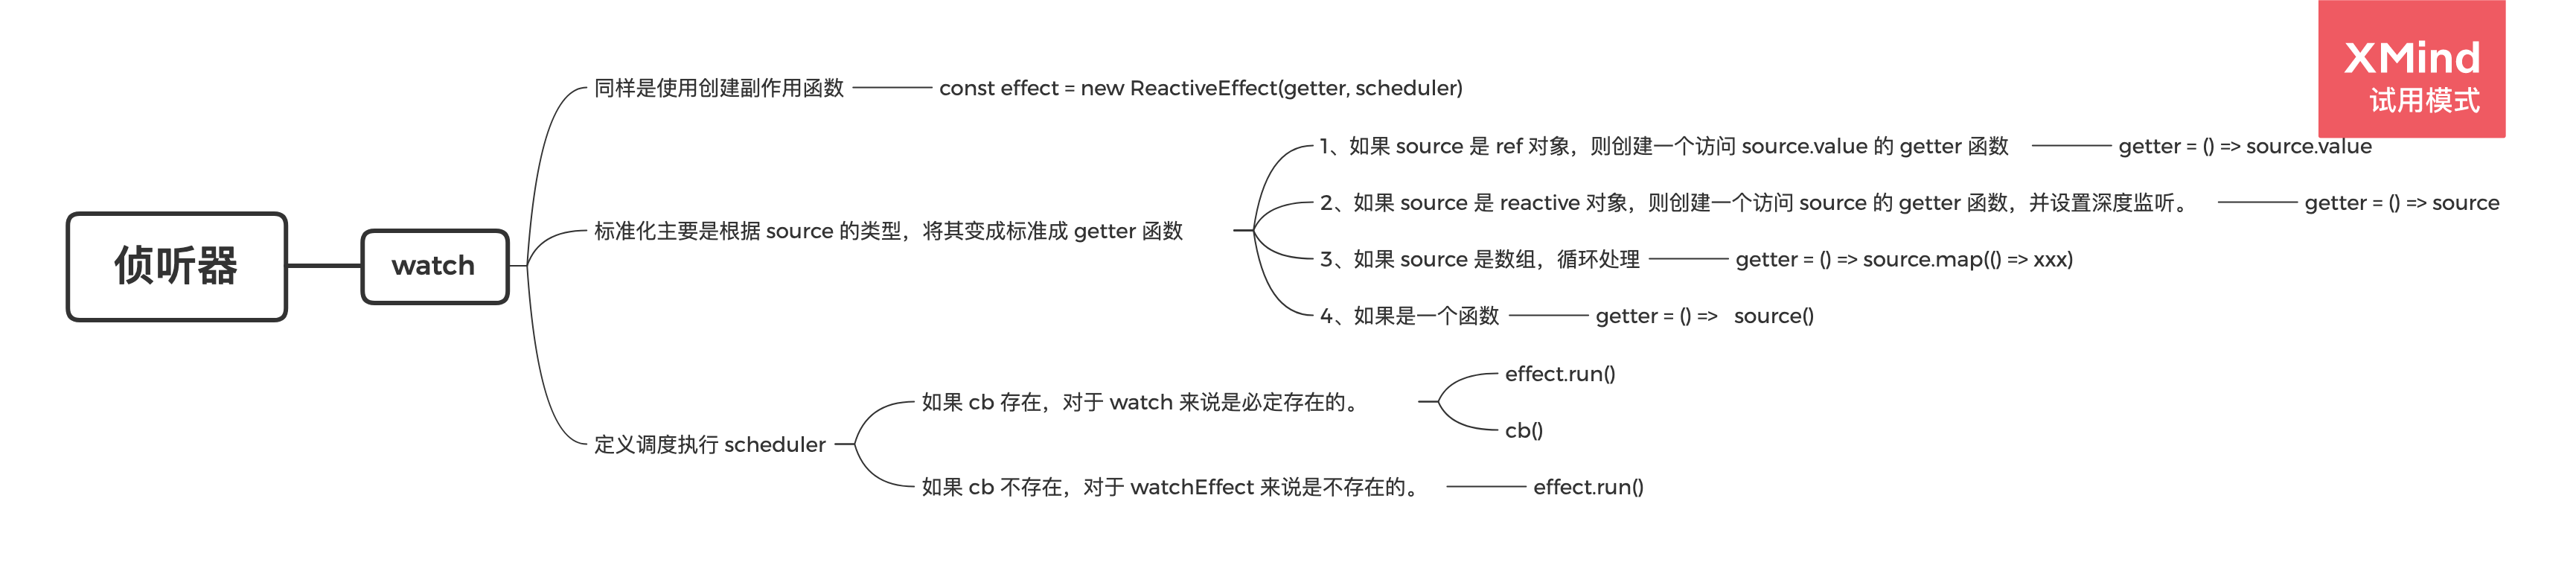 XMind
试用模式
同样是使用创建副作用函数
const effect = new ReactiveEffect(getter, scheduler)
1、如果 source 是 ref 对象，则创建一个访问 source.value 的 getter 函数
getter = () => source.value
2、如果 source 是 reactive 对象，则创建一个访问 source 的 getter 函数，并设置深度监听。
getter = () => source
标准化主要是根据 source 的类型，将其变成标准成 getter 函数
3、如果 source 是数组，循环处理
getter = () => source.map(() => xxx)
侦听器
watch
4、如果是一个函数
getter = () => source()
effect.run()
如果 cb 存在，对于 watch 来说是必定存在的。
cb()
定义调度执行 scheduler
如果 cb 不存在，对于 watchEffect 来说是不存在的。
effect.run()